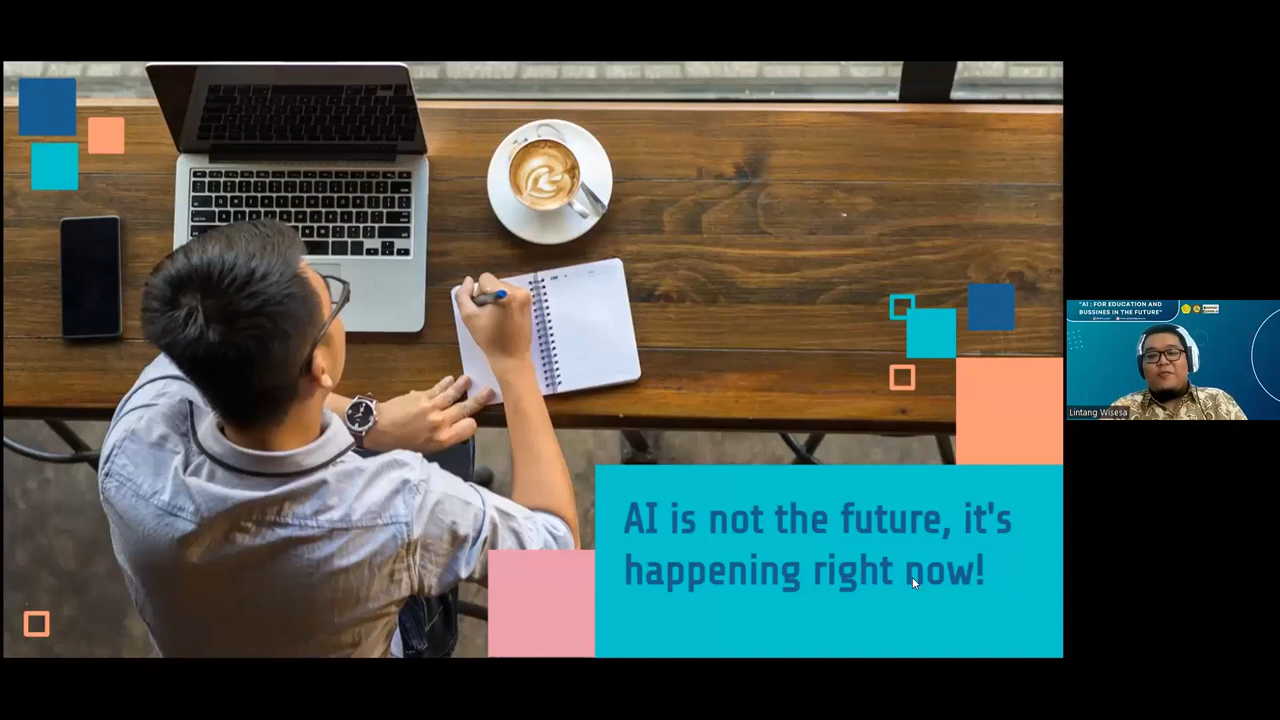 AI is not the future, it's
happening right now!
"AI : FOR EDUCATION AND
BUSSINES IN THE FUTURE"
Lintang Wisesa